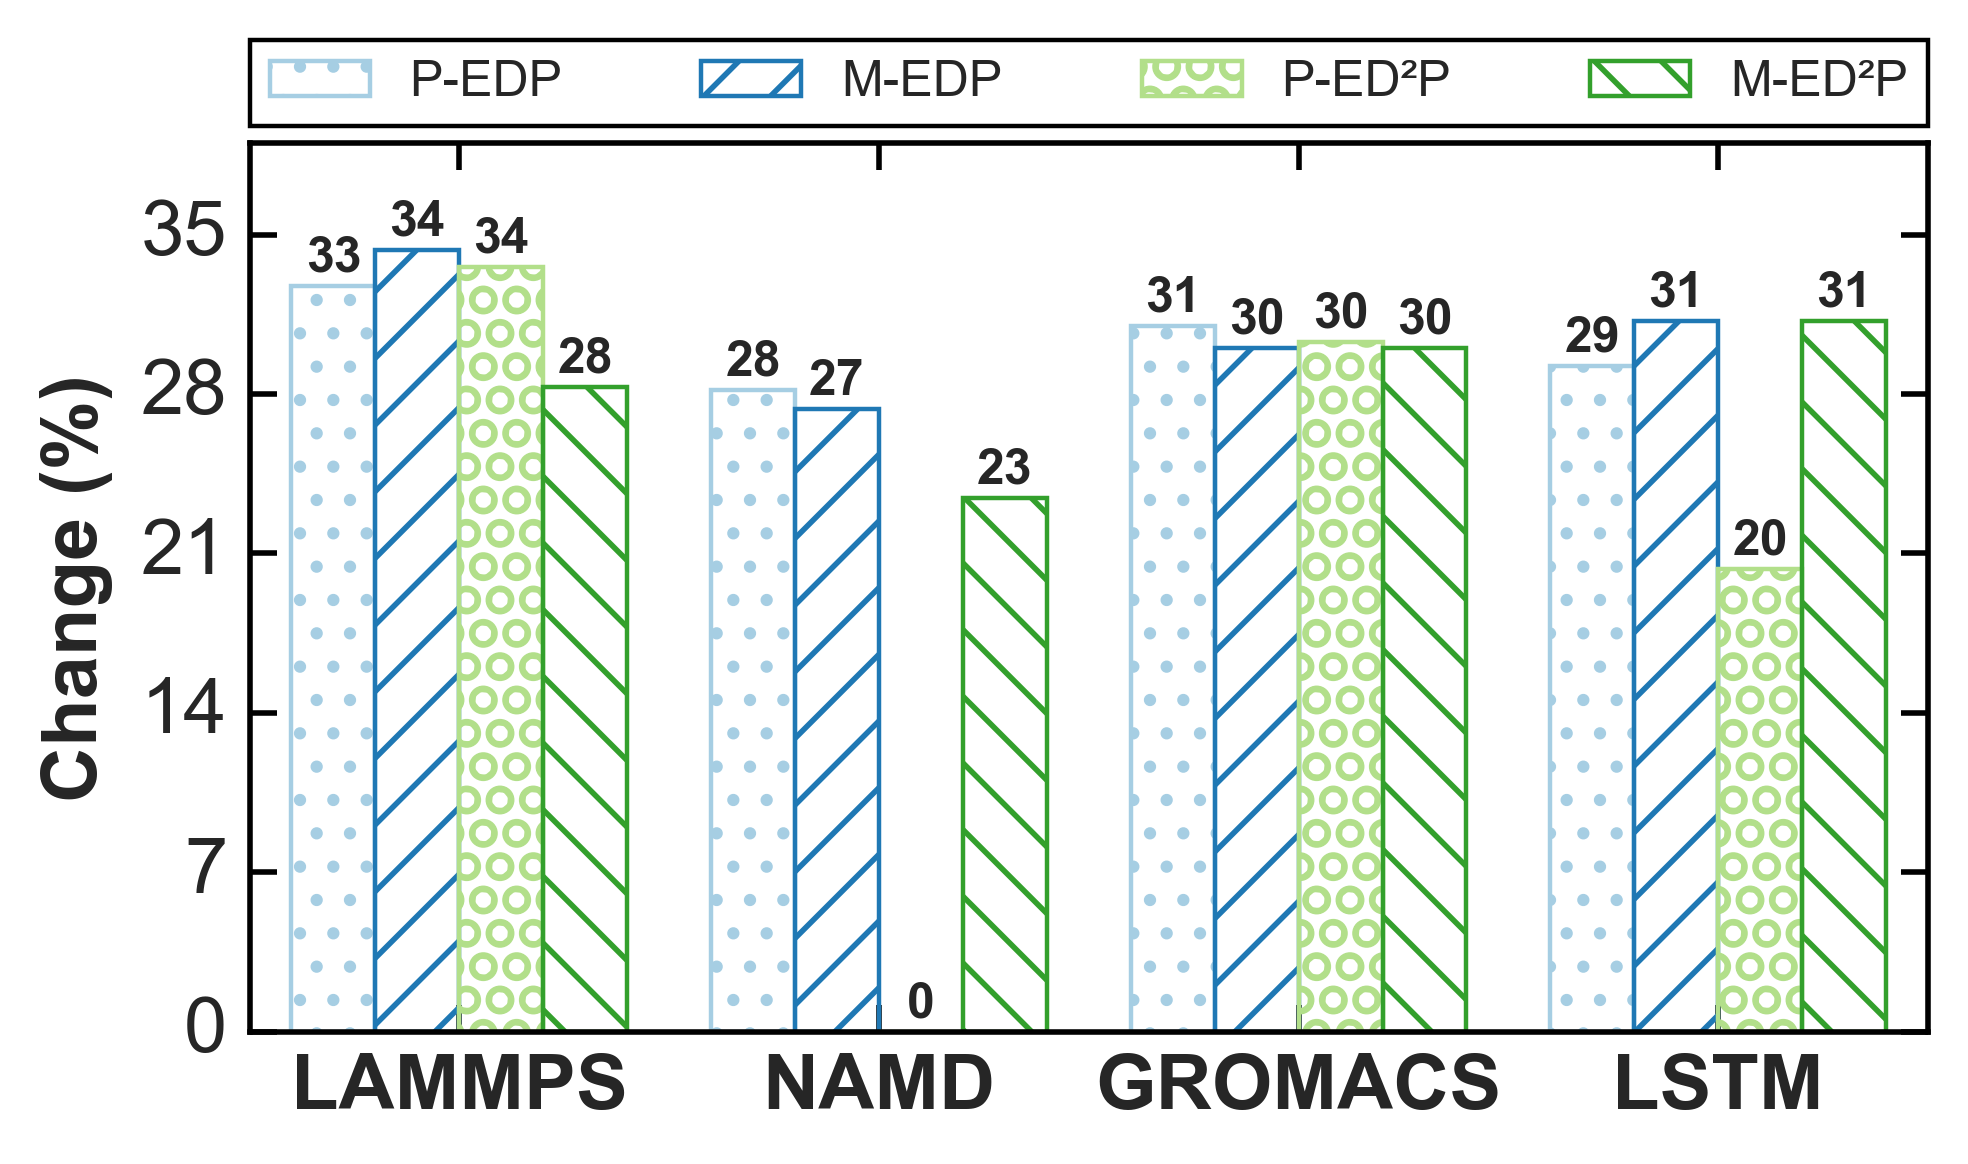 P-EDP M-EDP P-ED²P M-ED²P
Change (%)
35
28
21
14
7
0
33 34 34 28
28 27 0 23
31 30 30 30
29 31 20 31
LAMMPS NAMD GROMACS LSTM